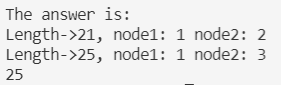 The answer is:
Length->21, node1: 1 node2: 2
Length->25, node1: 1 node2: 3
25